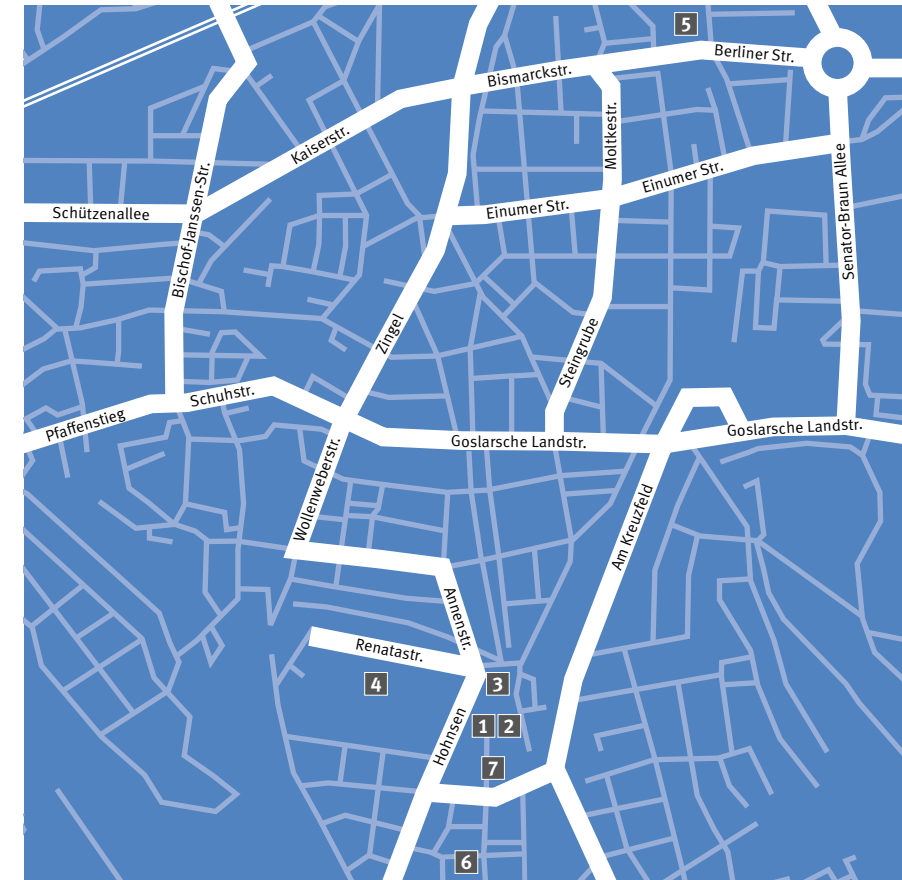 5
Berliner Str.
Bismarckstr.
Kaiserstr.
Moltkestr.
Einumer Str.
Einumer Str.
Schützenallee
Bischof-Janssen-Str.
Senator-Braun Allee
Zingel
Steingrube
Schuhstr.
Pfaffenstieg
Goslarsche Landstr.
Goslarsche Landstr.
Wollenweberstr.
Am Kreuzfeld
Annenstr.
Renatastr.
4
3
Hohnsen
1 2
7
6